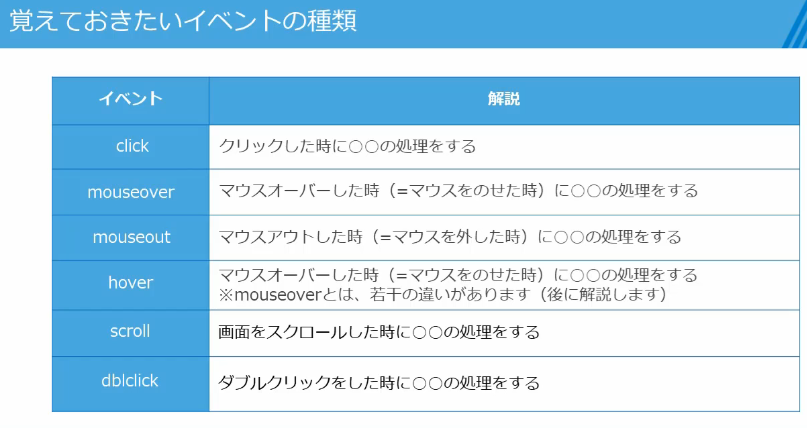 覚えておきたいイベントの種類
イベント 解説
click クリックした時に○○の処理をする
mouseover マウスオーバーした時（=マウスをのせた時）に○○の処理をする
mouseout マウスアウトした時（=マウスを外した時）に○○の処理をする
hover マウスオーバーした時（=マウスをのせた時）に○○の処理をする
※mouseoverとは、若干の違いがあります（後に解説します）
scroll 画面をスクロールした時に○○の処理をする
dblclick ダブルクリックをした時に○○の処理をする